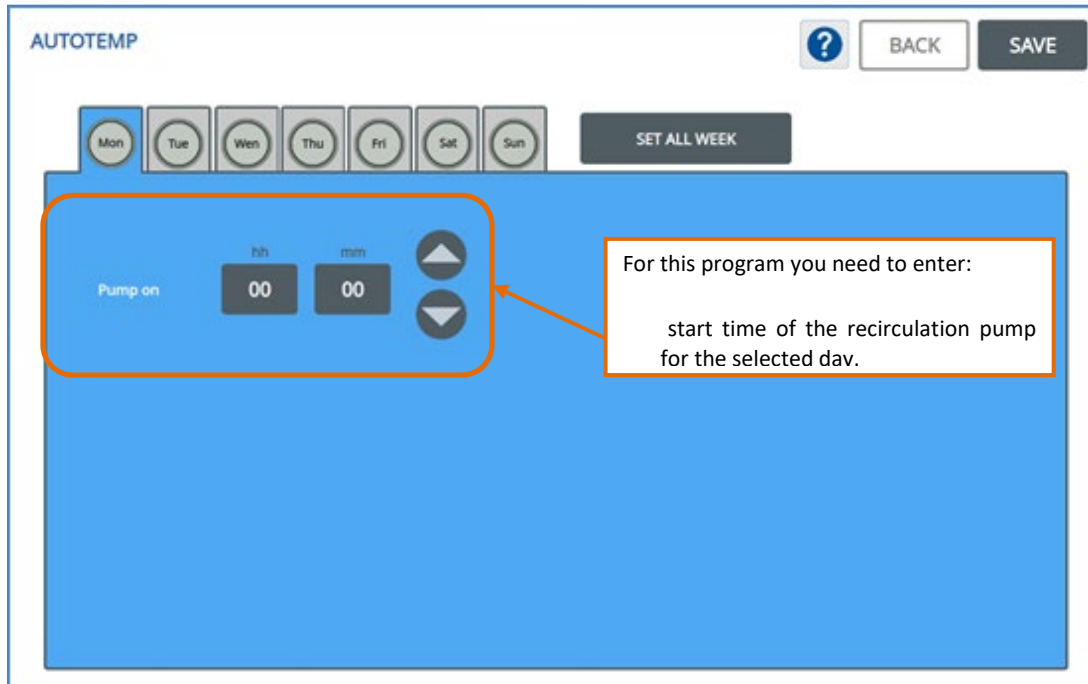 AUTOTEMP
? BACK SAVE
Mon Tue Wen Thu Fri Sat Sun SET ALL WEEK
hh mm
Pump on 00 00
For this program you need to enter:
start time of the recirculation pump
for the selected day.